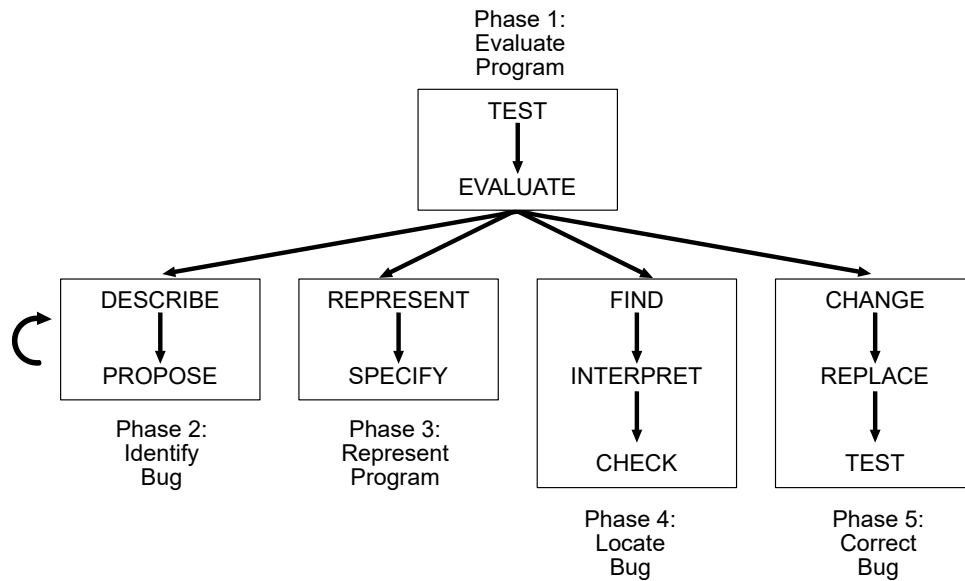 Phase 1:
Evaluate
Program
TEST
EVALUATE
DESCRIBE
PROPOSE
Phase 2:
Identify
Bug
REPRESENT
SPECIFY
Phase 3:
Represent
Program
FIND
INTERPRET
CHECK
Phase 4:
Locate
Bug
CHANGE
REPLACE
TEST
Phase 5:
Correct
Bug